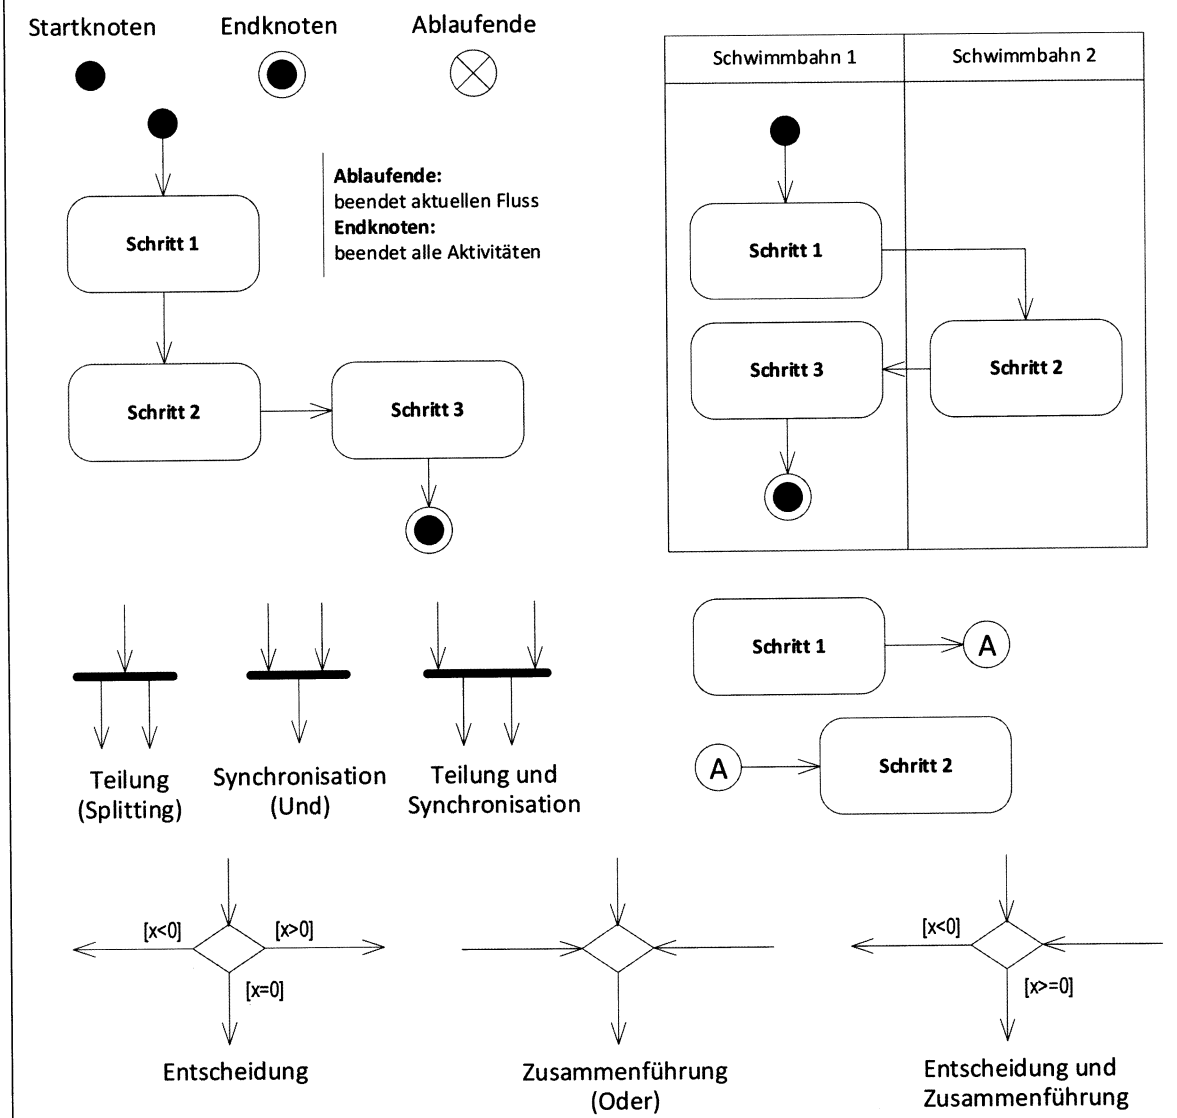 Startknoten
Endknoten
Ablaufende
Ablaufende:
beendet aktuellen Fluss
Endknoten:
beendet alle Aktivitäten
Schritt 1
Schritt 2
Schritt 3
Schwimmbahn 1
Schwimmbahn 2
Schritt 1
Schritt 3
Schritt 2
Teilung
(Splitting)
Synchronisation
(Und)
Teilung und
Synchronisation
Schritt 1
A
A
Schritt 2
[x<0]
[x>0]
[x=0]
Entscheidung
Zusammenführung
(Oder)
[x<0]
[x>=0]
Entscheidung und
Zusammenführung